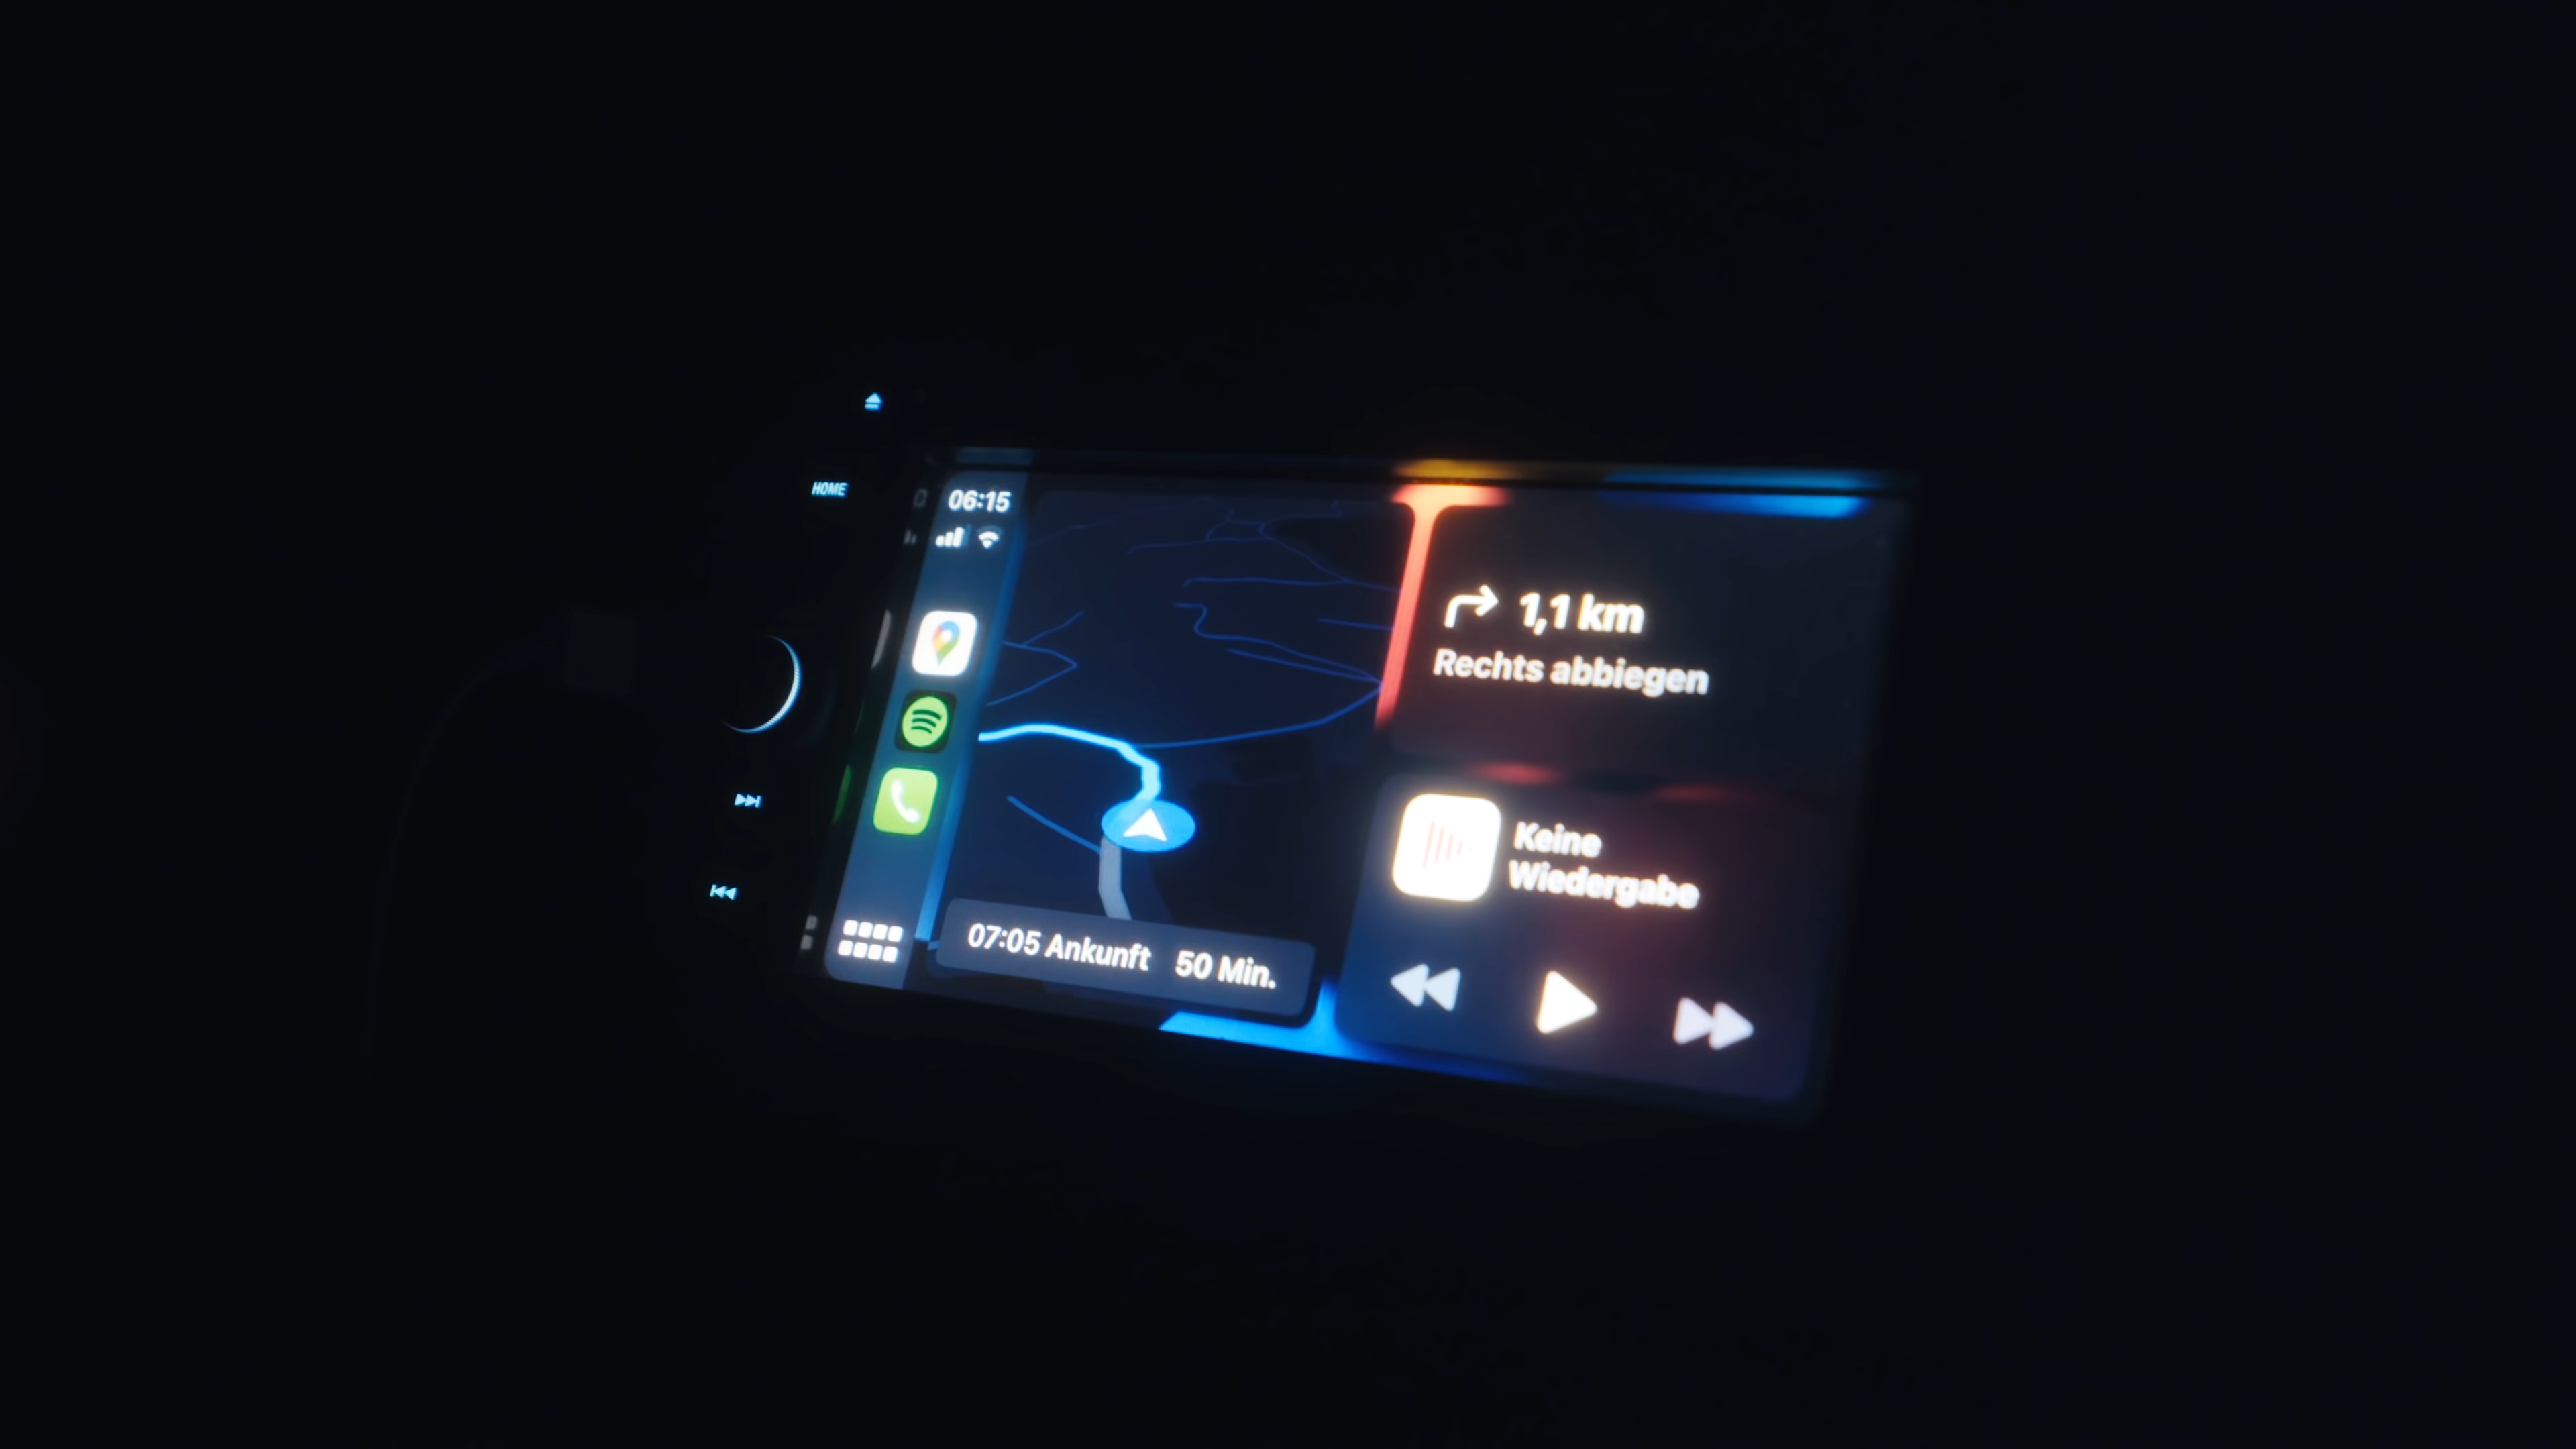 HOME
06:15
1,1 km
Rechts abbiegen
Keine
Wiedergabe
07:05 Ankunft 50 Min.